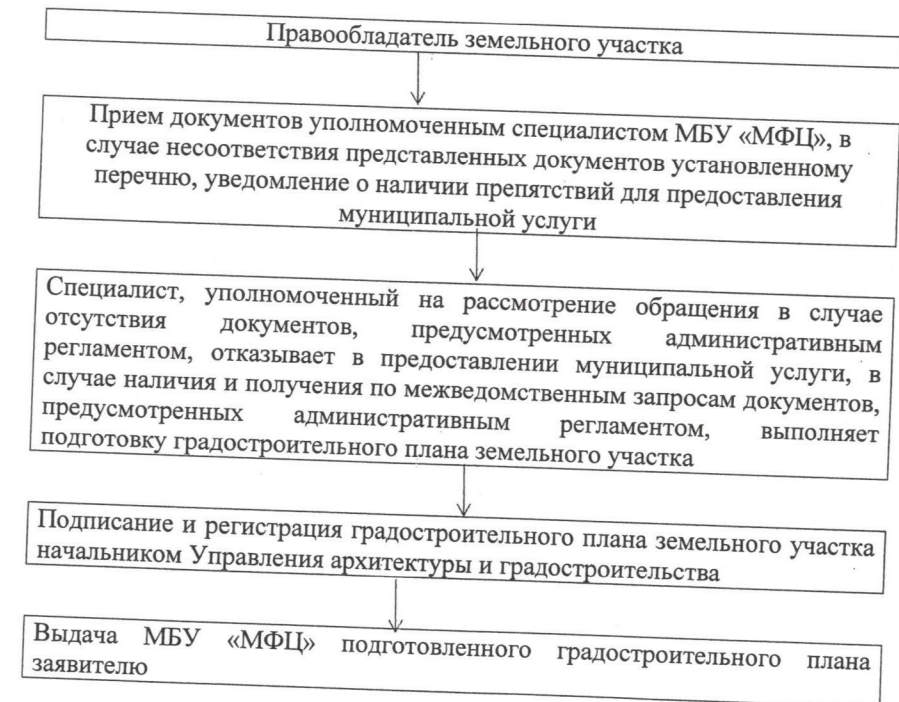 Правообладатель земельного участка
Прием документов уполномоченным специалистом МБУ «МФЦ», в
случае несоответствия представленных документов установленному
перечню, уведомление о наличии препятствий для предоставления
муниципальной услуги
Специалист, уполномоченный на рассмотрение обращения в случае
отсутствия документов, предусмотренных административным
регламентом, отказывает в предоставлении муниципальной услуги, в
случае наличия и получения по межведомственным запросам документов,
предусмотренных административным регламентом, выполняет
подготовку градостроительного плана земельного участка
Подписание и регистрация градостроительного плана земельного участка
начальником Управления архитектуры и градостроительства
Выдача МБУ «МФЦ» подготовленного градостроительного плана
заявителю